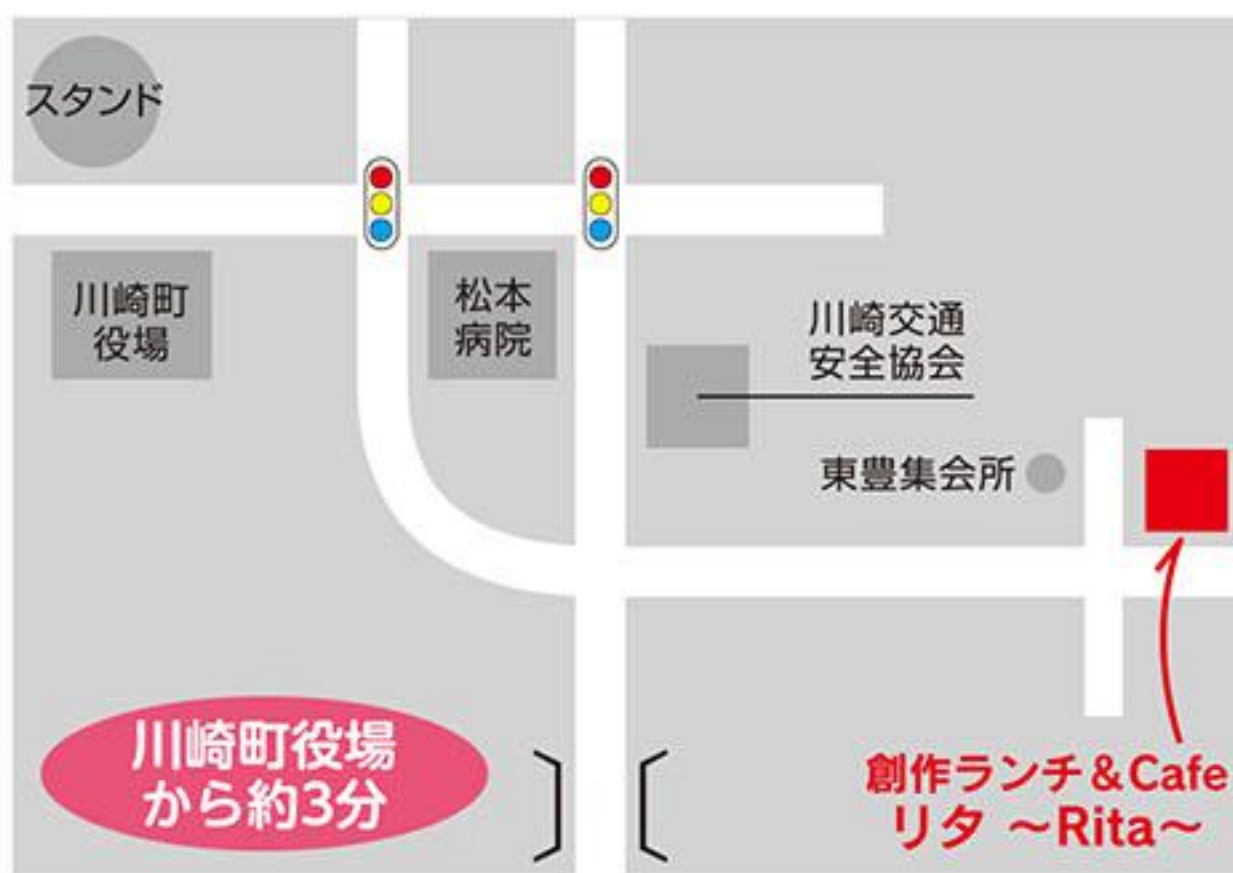 スタンド
川崎町
役場
松本
病院
川崎交通
安全協会
東豊集会所
川崎町役場
から約3分
創作ランチ&Cafe
リタ ～Rita～